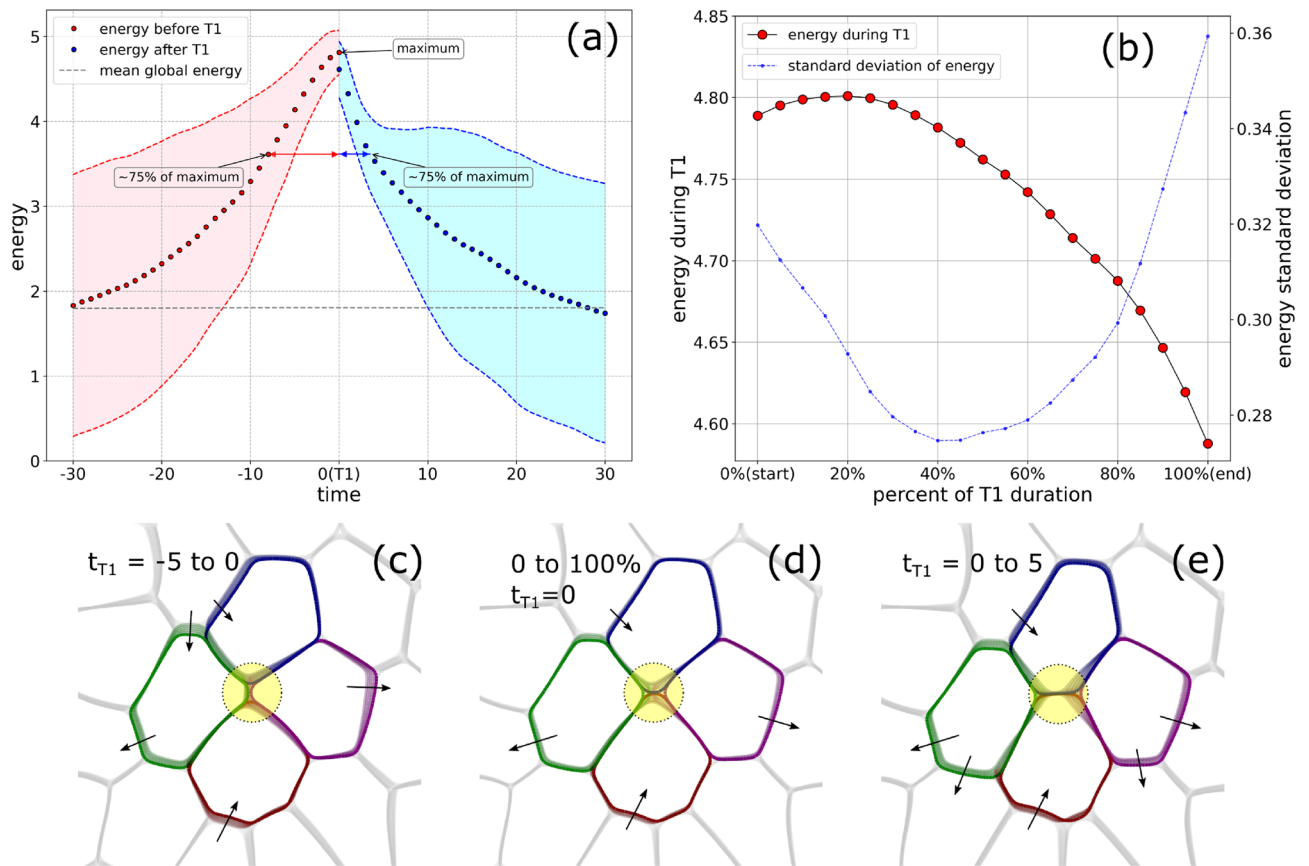 energy before T1
energy after T1
mean global energy
(a)
maximum
~75% of maximum
~75% of maximum
5
4
3
2
1
0
energy
-30
-20
-10
0(T1)
10
20
30
time
energy during T1
standard deviation of energy
(b)
4.85
4.80
4.75
4.70
4.65
4.60
energy during T1
0.36
0.34
0.32
0.30
0.28
energy standard deviation
0%(start)
20%
40%
60%
80%
100%(end)
percent of T1 duration
t_T1 = -5 to 0
(c)
0 to 100%
t_T1=0
(d)
t_T1 = 0 to 5
(e)